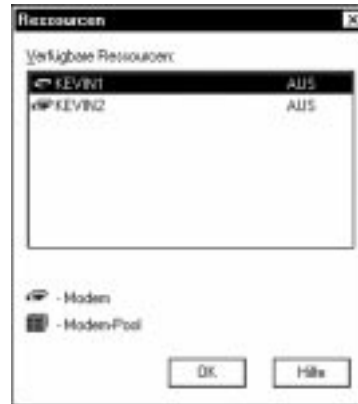 Ressourcen
Verfügbare Ressourcen:
KEVIN1 AUS
KEVIN2 AUS
- Modem
- Modem-Pool
OK Hilfe